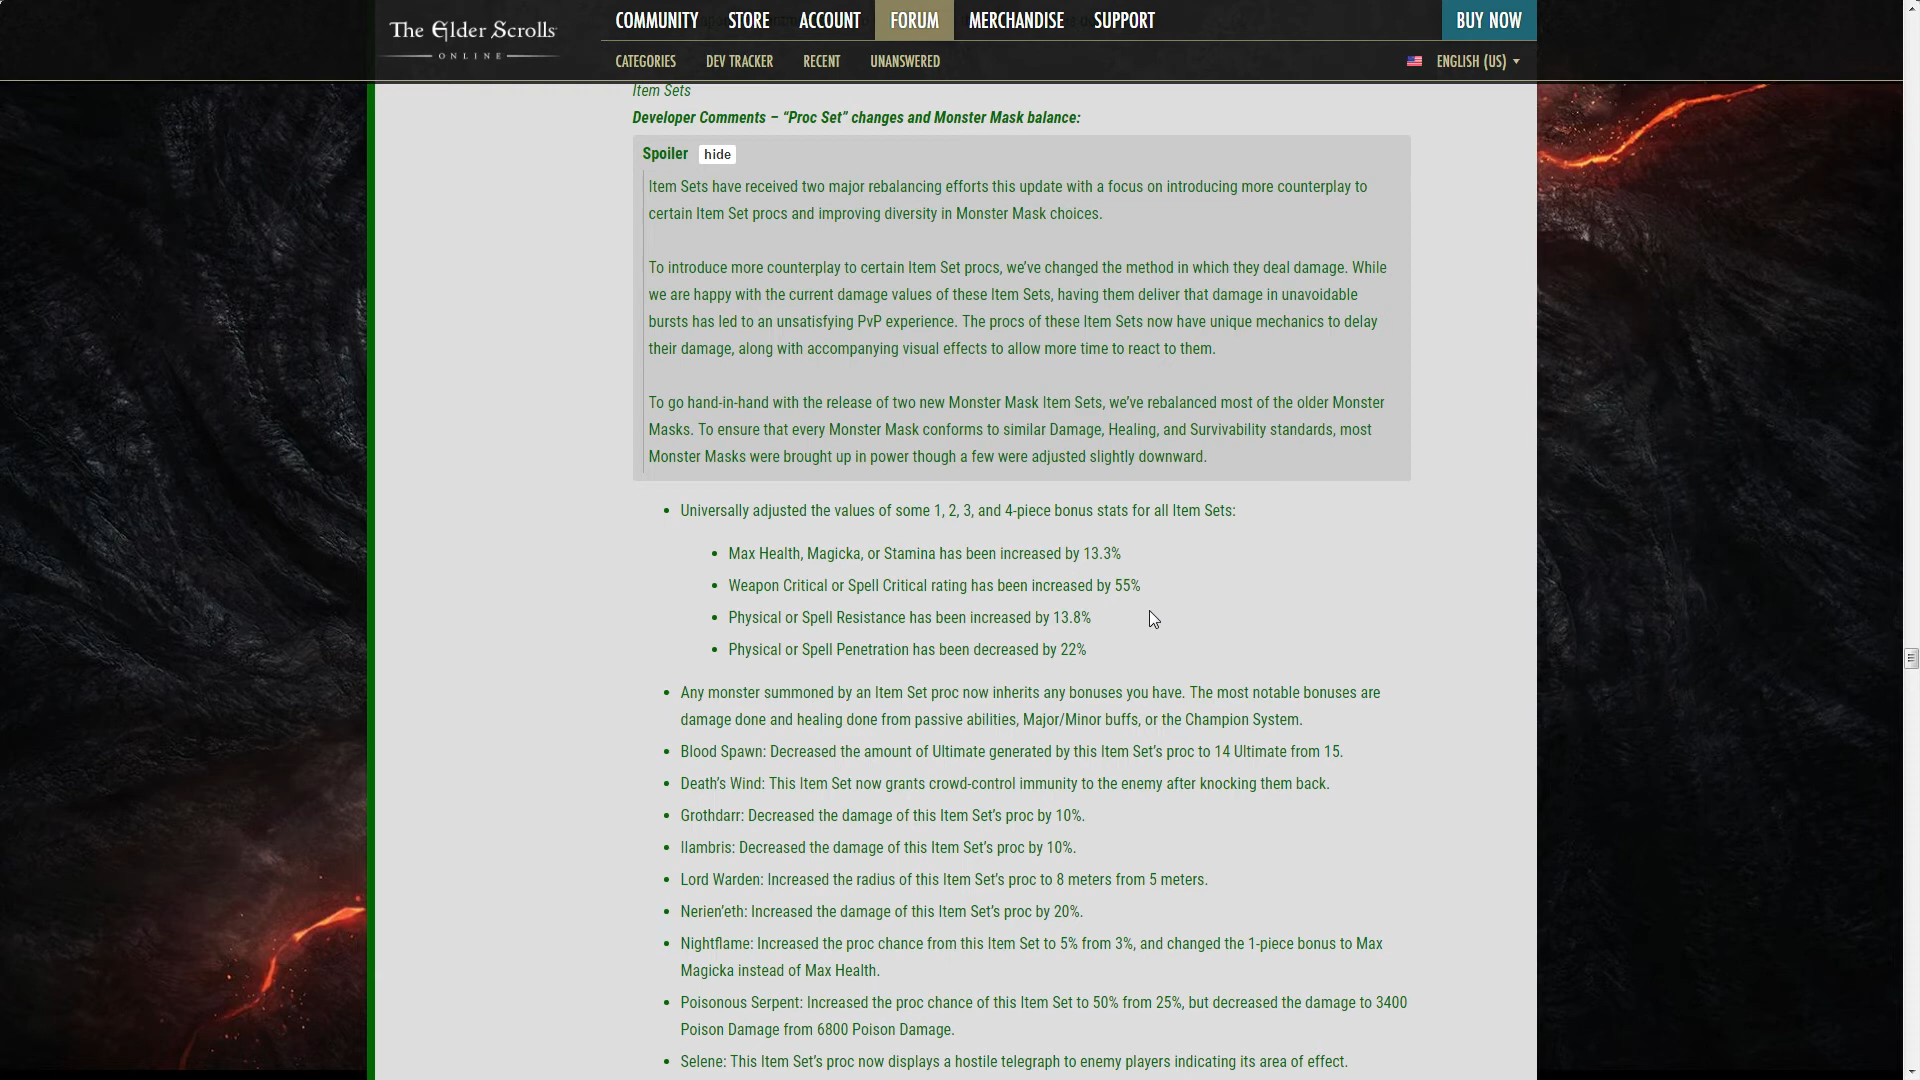 The Elder Scrolls
ONLINE
COMMUNITY STORE ACCOUNT FORUM MERCHANDISE SUPPORT BUY NOW
CATEGORIES DEV TRACKER RECENT UNANSWERED ENGLISH (US)
Item Sets
Developer Comments – “Proc Set” changes and Monster Mask balance:
Spoiler hide
Item Sets have received two major rebalancing efforts this update with a focus on introducing more counterplay to
certain Item Set procs and improving diversity in Monster Mask choices.
To introduce more counterplay to certain Item Set procs, we’ve changed the method in which they deal damage. While
we are happy with the current damage values of these Item Sets, having them deliver that damage in unavoidable
bursts has led to an unsatisfying PvP experience. The procs of these Item Sets now have unique mechanics to delay
their damage, along with accompanying visual effects to allow more time to react to them.
To go hand-in-hand with the release of two new Monster Mask Item Sets, we’ve rebalanced most of the older Monster
Masks. To ensure that every Monster Mask conforms to similar Damage, Healing, and Survivability standards, most
Monster Masks were brought up in power though a few were adjusted slightly downward.
• Universally adjusted the values of some 1, 2, 3, and 4-piece bonus stats for all Item Sets:
• Max Health, Magicka, or Stamina has been increased by 13.3%
• Weapon Critical or Spell Critical rating has been increased by 55%
• Physical or Spell Resistance has been increased by 13.8%
• Physical or Spell Penetration has been decreased by 22%
• Any monster summoned by an Item Set proc now inherits any bonuses you have. The most notable bonuses are
damage done and healing done from passive abilities, Major/Minor buffs, or the Champion System.
• Blood Spawn: Decreased the amount of Ultimate generated by this Item Set’s proc to 14 Ultimate from 15.
• Death’s Wind: This Item Set now grants crowd-control immunity to the enemy after knocking them back.
• Grothdarr: Decreased the damage of this Item Set’s proc by 10%.
• Ilambris: Decreased the damage of this Item Set’s proc by 10%.
• Lord Warden: Increased the radius of this Item Set’s proc to 8 meters from 5 meters.
• Nerien’eth: Increased the damage of this Item Set’s proc by 20%.
• Nightflame: Increased the proc chance from this Item Set to 5% from 3%, and changed the 1-piece bonus to Max
Magicka instead of Max Health.
• Poisonous Serpent: Increased the proc chance of this Item Set to 50% from 25%, but decreased the damage to 3400
Poison Damage from 6800 Poison Damage.
• Selene: This Item Set’s proc now displays a hostile telegraph to enemy players indicating its area of effect.